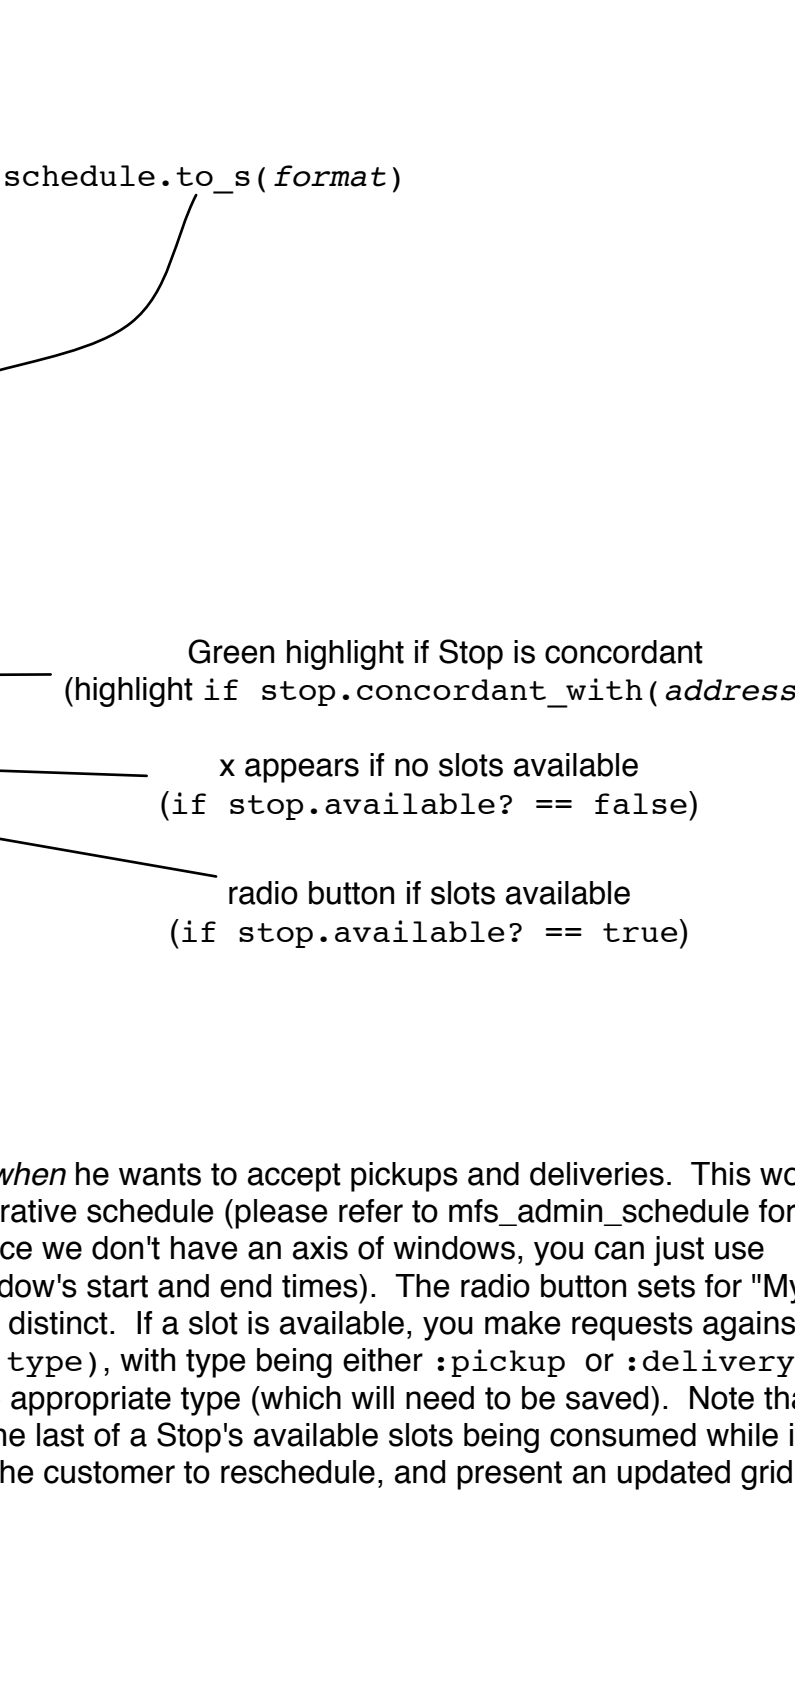 schedule.to_s(format)
Green highlight if Stop is concordant
(highlight if stop.concordant_with(address
x appears if no slots available
(if stop.available? == false)
radio button if slots available
(if stop.available? == true)
when he wants to accept pickups and deliveries.  This wo
rative schedule (please refer to mfs_admin_schedule for
ce we don't have an axis of windows, you can just use
dow's start and end times).  The radio button sets for "My
distinct.  If a slot is available, you make requests agains
type), with type being either :pickup or :delivery
appropriate type (which will need to be saved).  Note tha
he last of a Stop's available slots being consumed while i
he customer to reschedule, and present an updated grid